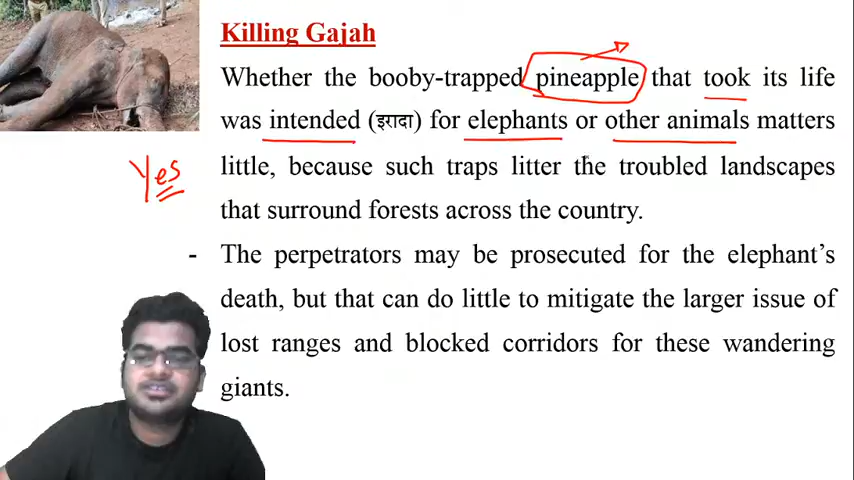 Killing Gajah
Whether the booby-trapped pineapple that took its life
was intended (इरादा) for elephants or other animals matters
Yes
little, because such traps litter the troubled landscapes
that surround forests across the country.
- The perpetrators may be prosecuted for the elephant's
death, but that can do little to mitigate the larger issue of
lost ranges and blocked corridors for these wandering
giants.